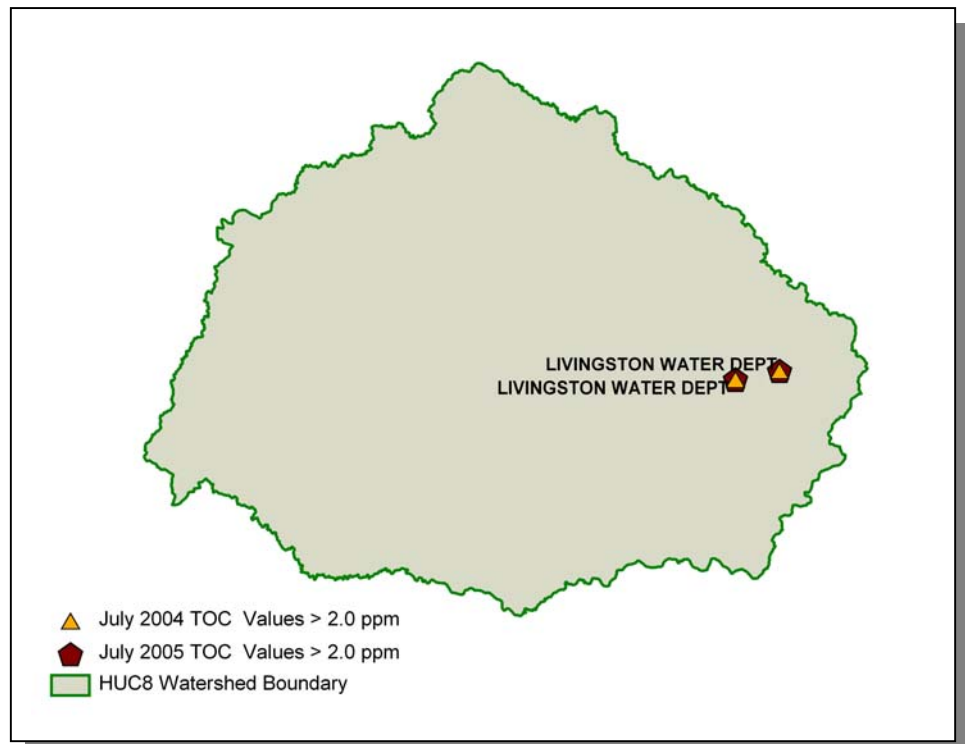 LIVINGSTON WATER DEPT
LIVINGSTON WATER DEPT
July 2004 TOC Values > 2.0 ppm
July 2005 TOC Values > 2.0 ppm
HUC8 Watershed Boundary